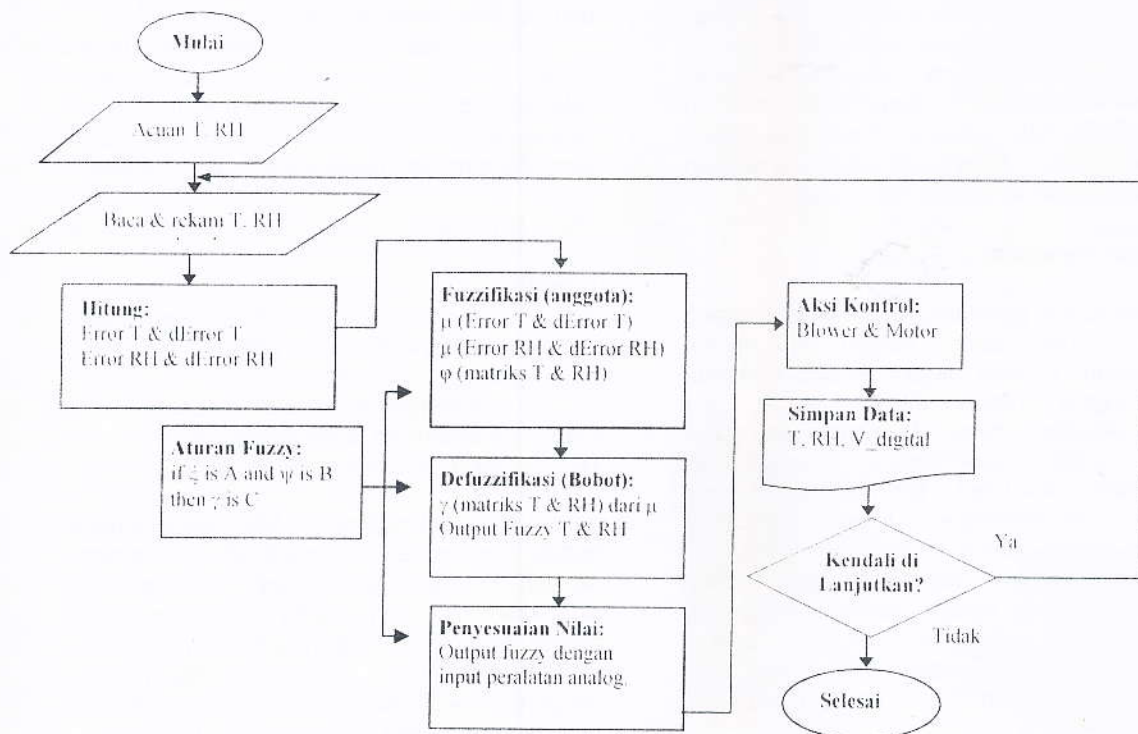 Mulai
Acuan T, RH
Baca & rekam T, RH
Hitung:
Error T & dError T
Error RH & dError RH
Aturan Fuzzy:
if ξ is A and ψ is B
then γ is C
Fuzzifikasi (anggota):
μ (Error T & dError T)
μ (Error RH & dError RH)
φ (matriks T & RH)
Defuzzifikasi (Bobot):
γ (matriks T & RH) dari μ
Output Fuzzy T & RH
Penyesuaian Nilai:
Output fuzzy dengan
input peralatan analog.
Aksi Kontrol:
Blower & Motor
Simpan Data:
T, RH, V_digital
Kendali di
Lanjutkan?
Ya
Tidak
Selesai